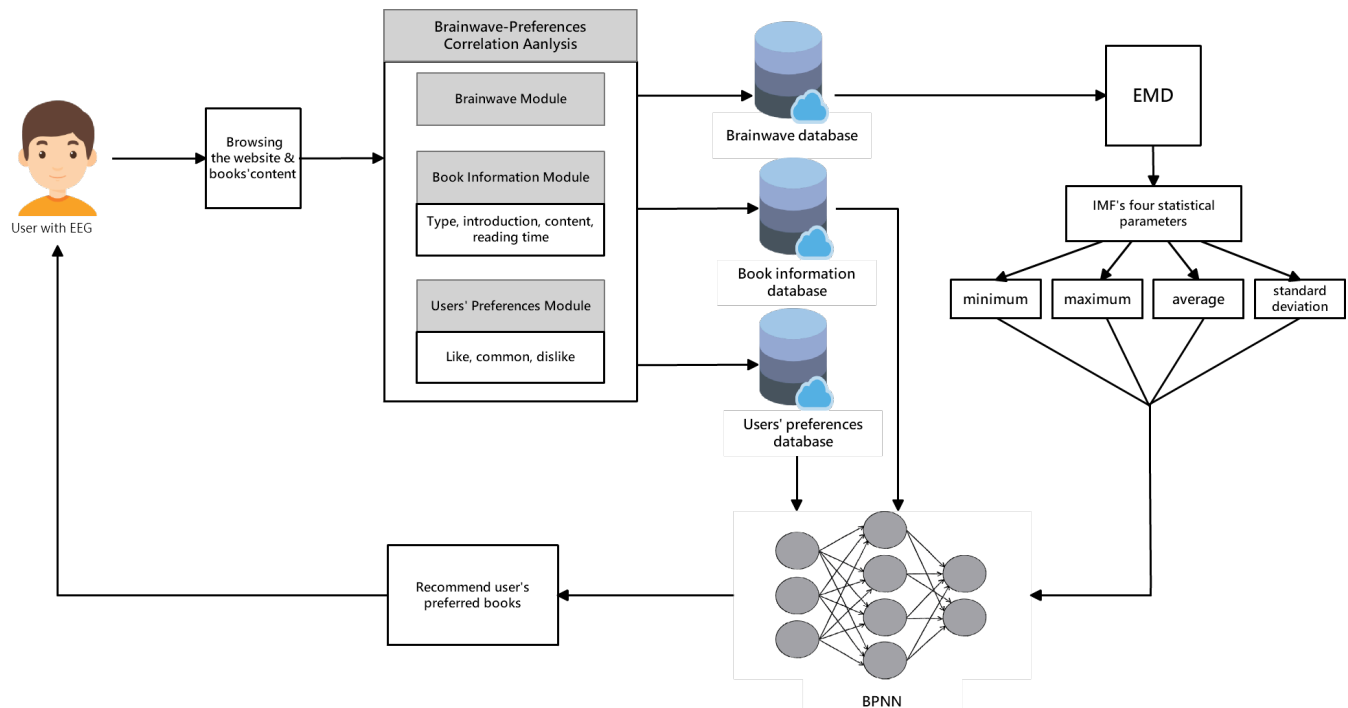 Brainwave-Preferences
Correlation Aanlysis
Brainwave Module
Book Information Module
Type, introduction, content,
reading time
Users' Preferences Module
Like, common, dislike
User with EEG
Browsing
the website &
books'content
Brainwave database
Book information
database
Users' preferences
database
EMD
IMF's four statistical
parameters
minimum
maximum
average
standard
deviation
Recommend user's
preferred books
BPNN